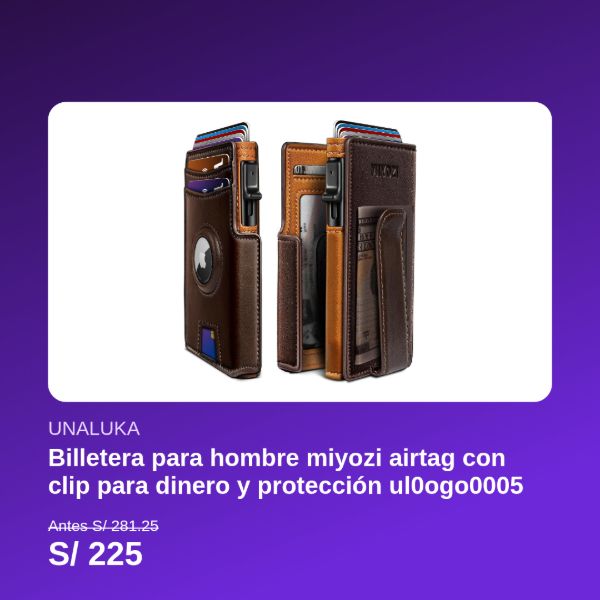 UNALUKA
Billetera para hombre miyozi airtag con
clip para dinero y protección ul0ogo0005
Antes S/ 281.25
S/ 225